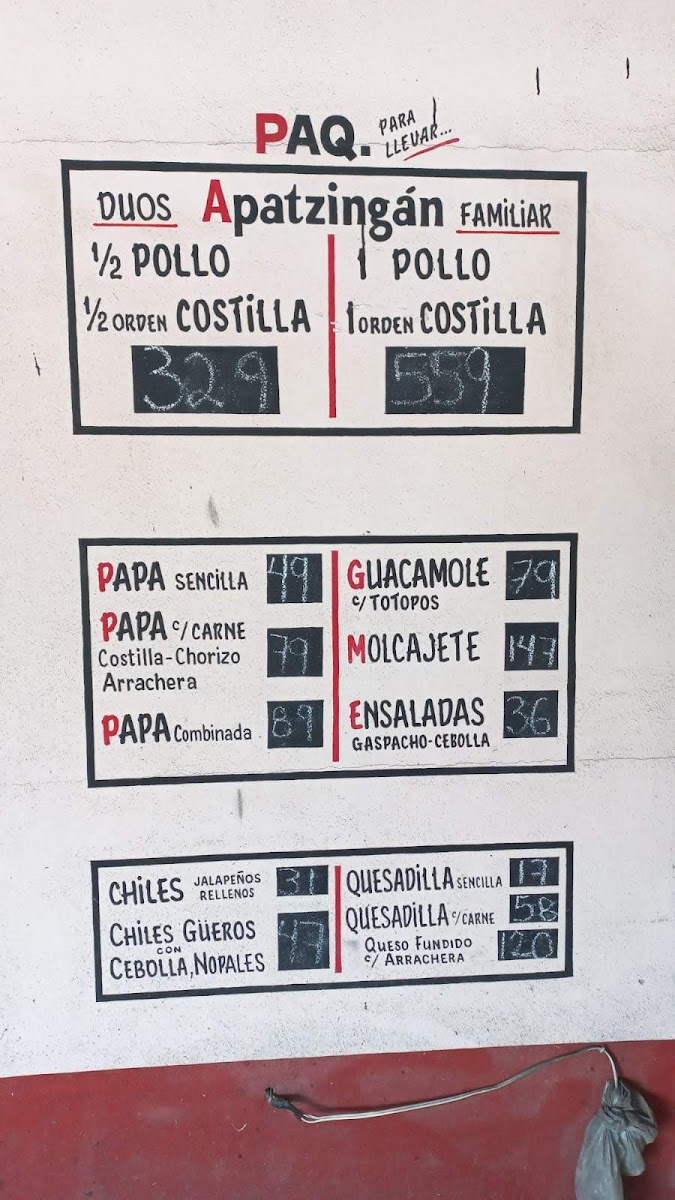 PAQ. PARA LLEVAR...
DUOS Apatzingán FAMILIAR
1/2 POLLO
1/2 ORDEN COSTILLA
329
1 POLLO
1 ORDEN COSTILLA
559
PAPA SENCILLA 49
PAPA c/CARNE
Costilla-Chorizo
Arrachera
79
PAPA Combinada 89
GUACAMOLE
c/TOTOPOS
79
MOLCAJETE 147
ENSALADAS
GASPACHO-CEBOLLA
36
CHILES JALAPEÑOS RELLENOS 31
CHILES GÜEROS
CON
CEBOLLA, NOPALES
47
QUESADILLA SENCILLA 17
QUESADILLA c/CARNE 58
QUESO FUNDIDO
c/ ARRACHERA
120